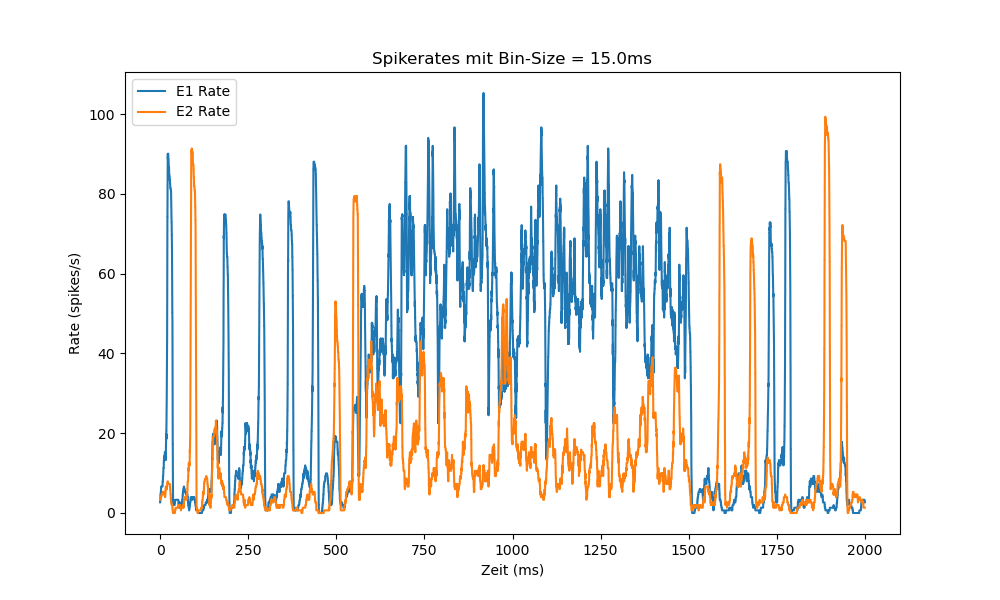 Spikerates mit Bin-Size = 15.0ms
E1 Rate
E2 Rate
100
80
60
40
20
0
Rate (spikes/s)
0 250 500 750 1000 1250 1500 1750 2000
Zeit (ms)